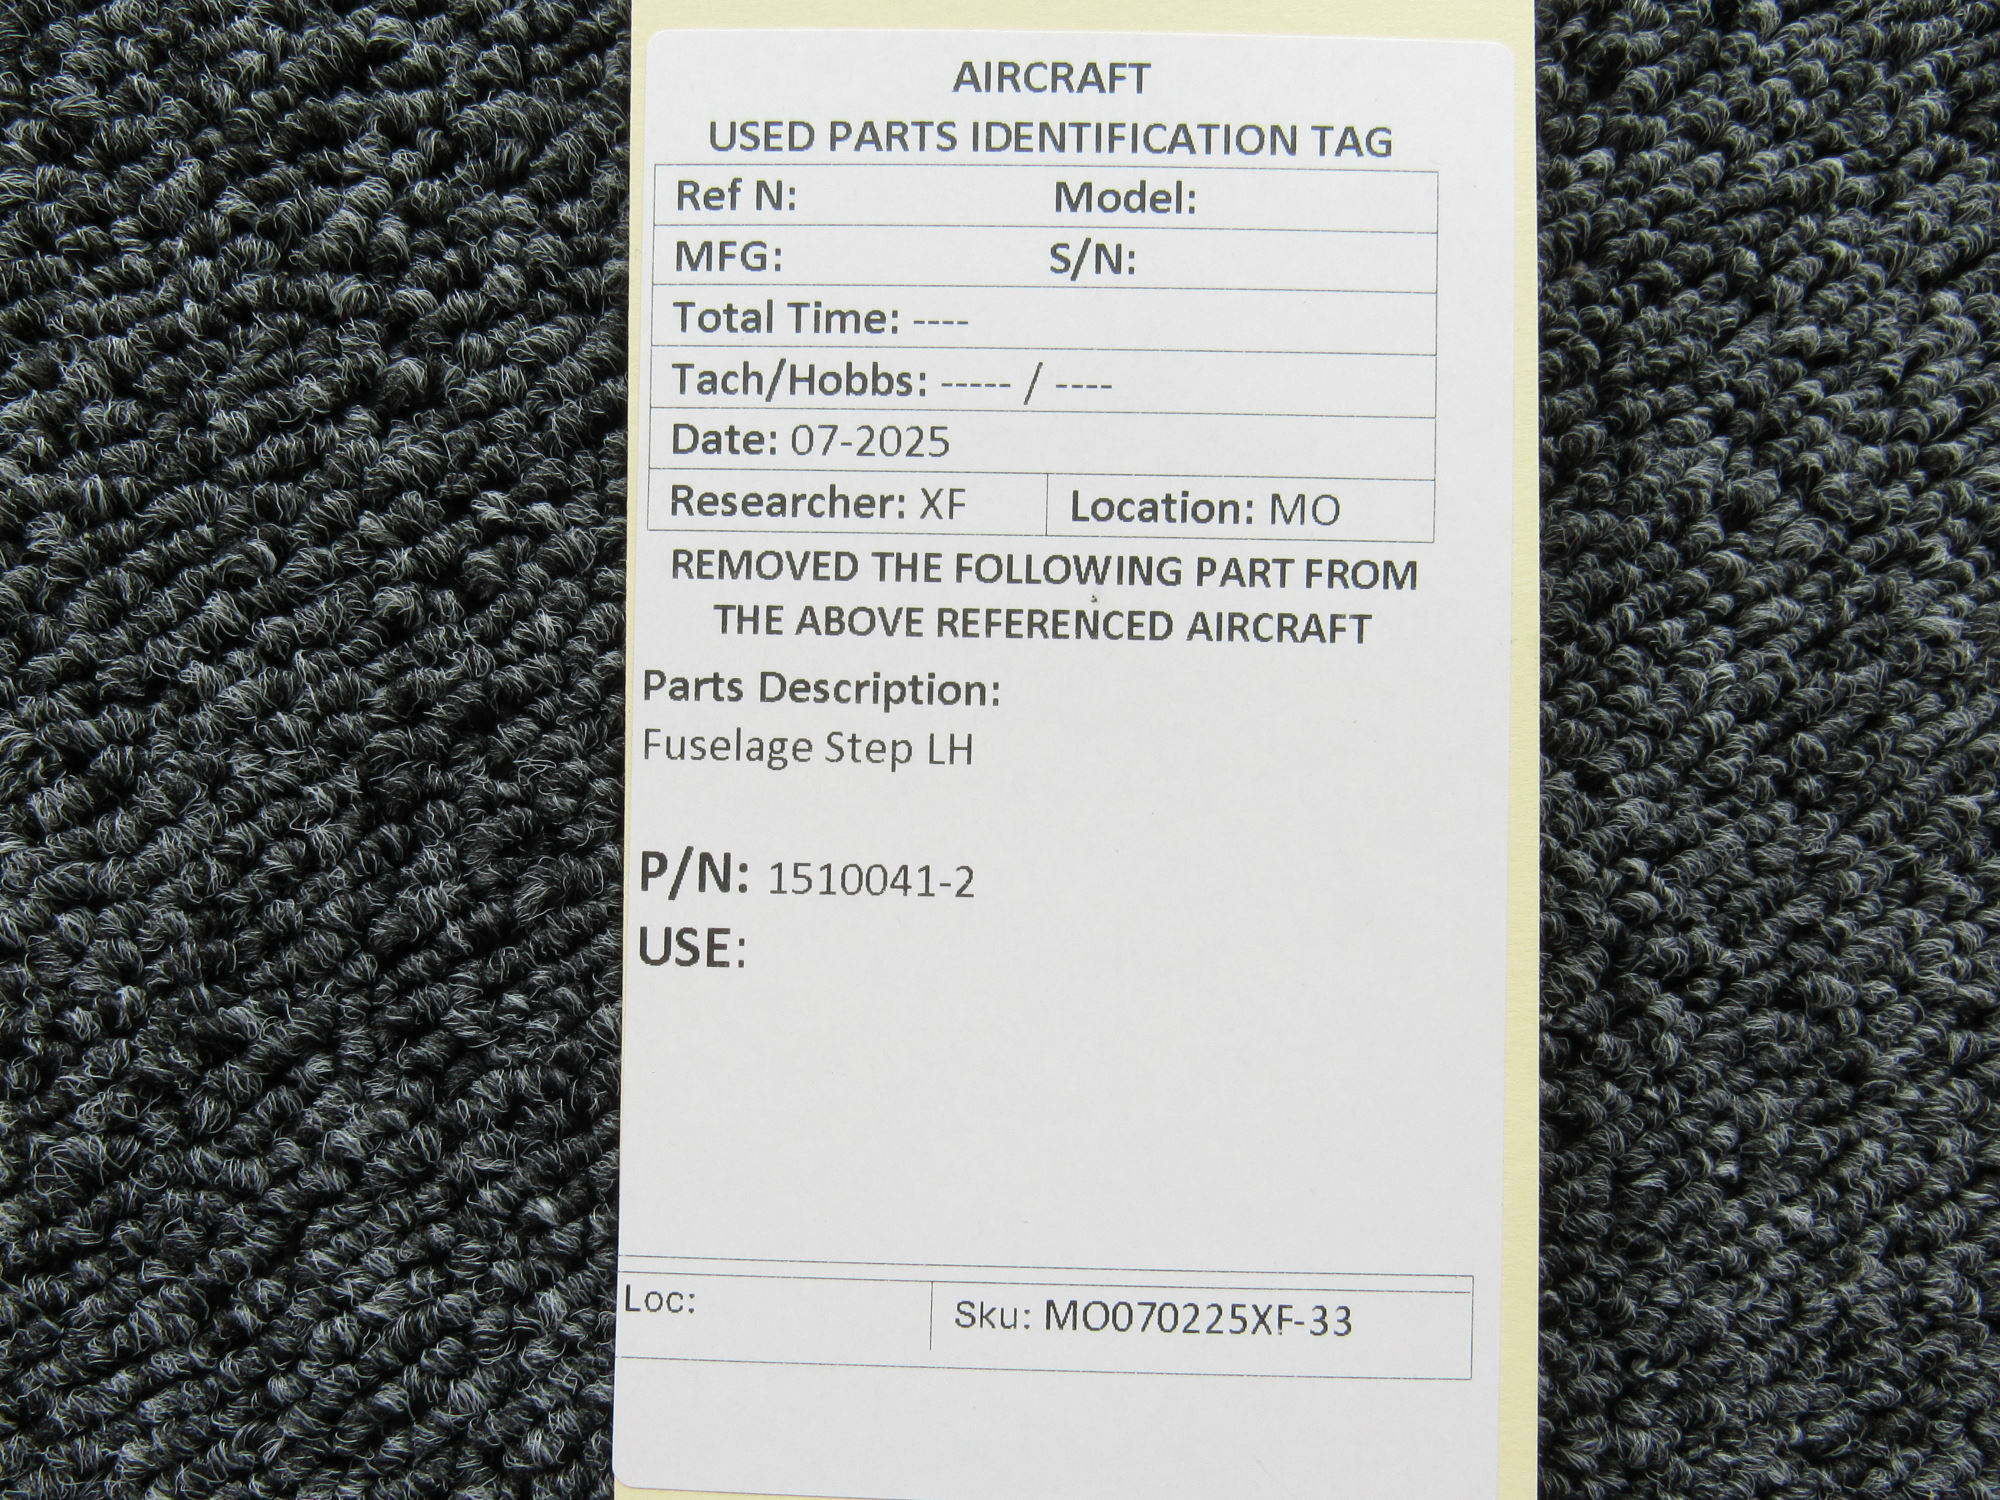 AIRCRAFT
USED PARTS IDENTIFICATION TAG
Ref N: Model:
MFG: S/N:
Total Time: ----
Tach/Hobbs: ----- / ----
Date: 07-2025
Researcher: XF Location: MO
REMOVED THE FOLLOWING PART FROM
THE ABOVE REFERENCED AIRCRAFT
Parts Description:
Fuselage Step LH
P/N: 1510041-2
USE:
Loc: Sku: MO070225XF-33